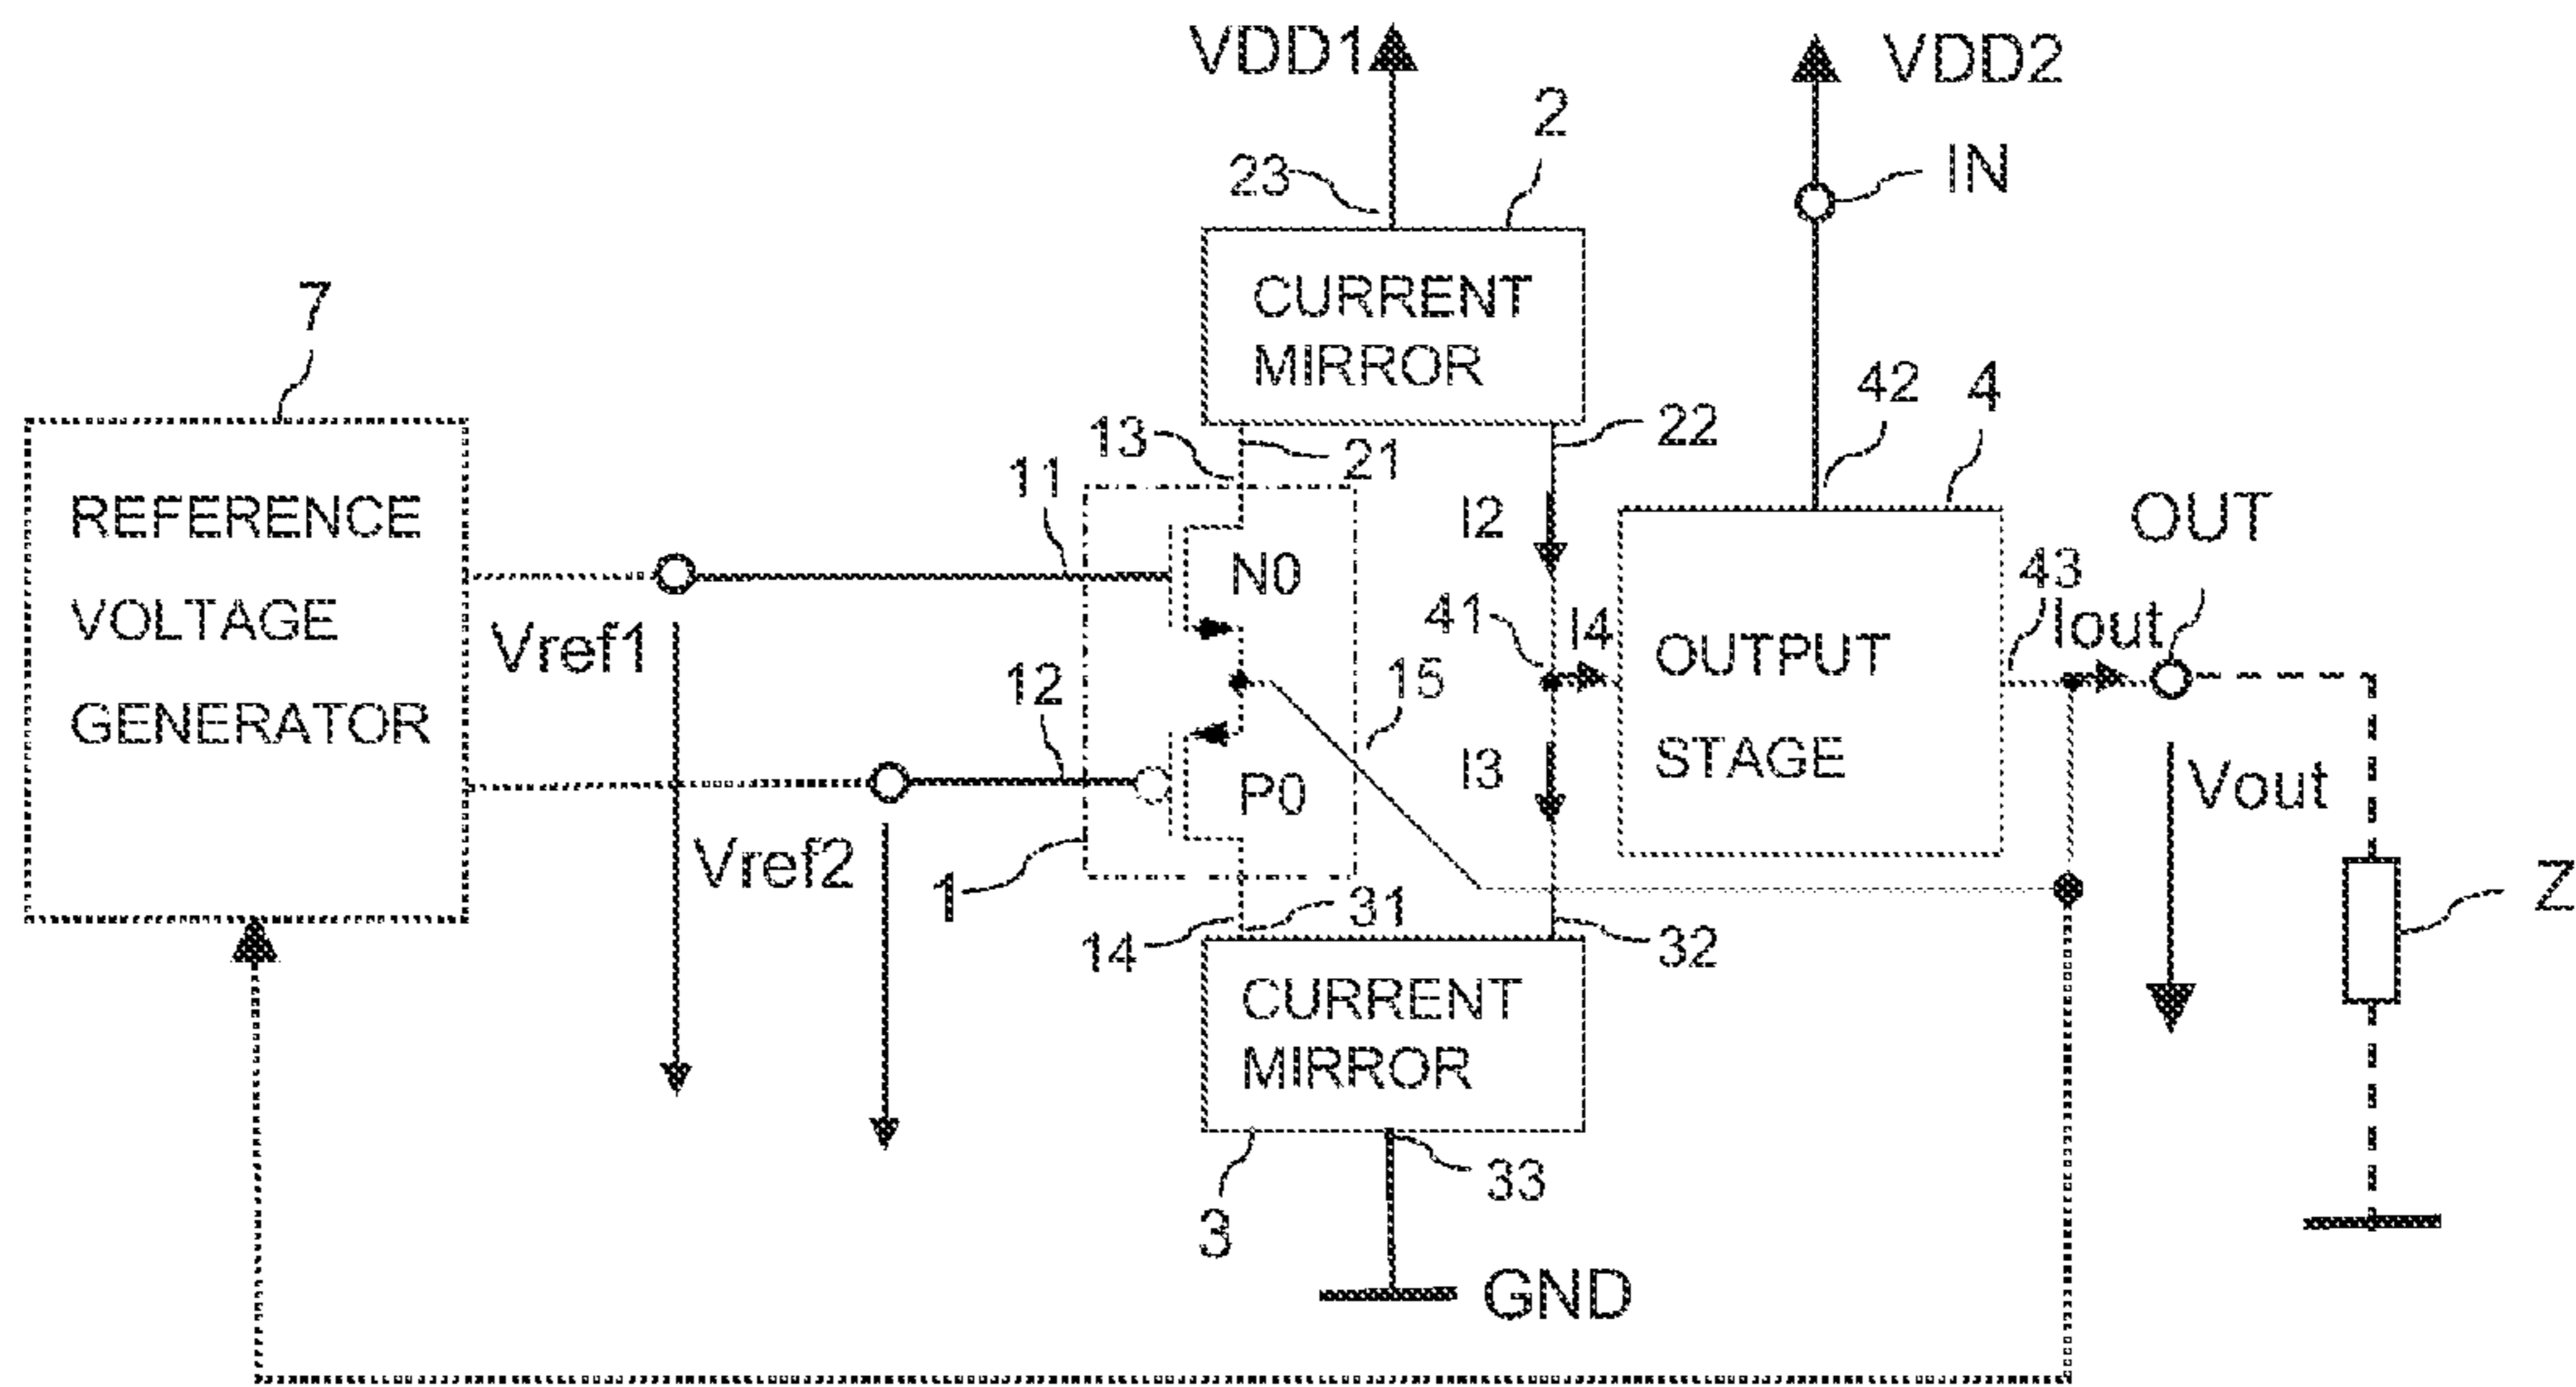 VDD1
VDD2
2
IN
23
CURRENT
MIRROR
7
42
4
22
13
21
11
REFERENCE
VOLTAGE
GENERATOR
I2
OUT
N0
43
41
I4
Iout
Vref1
12
15
OUTPUT
STAGE
I3
P0
Vout
Vref2
1
Z
31
14
32
CURRENT
MIRROR
33
3
GND